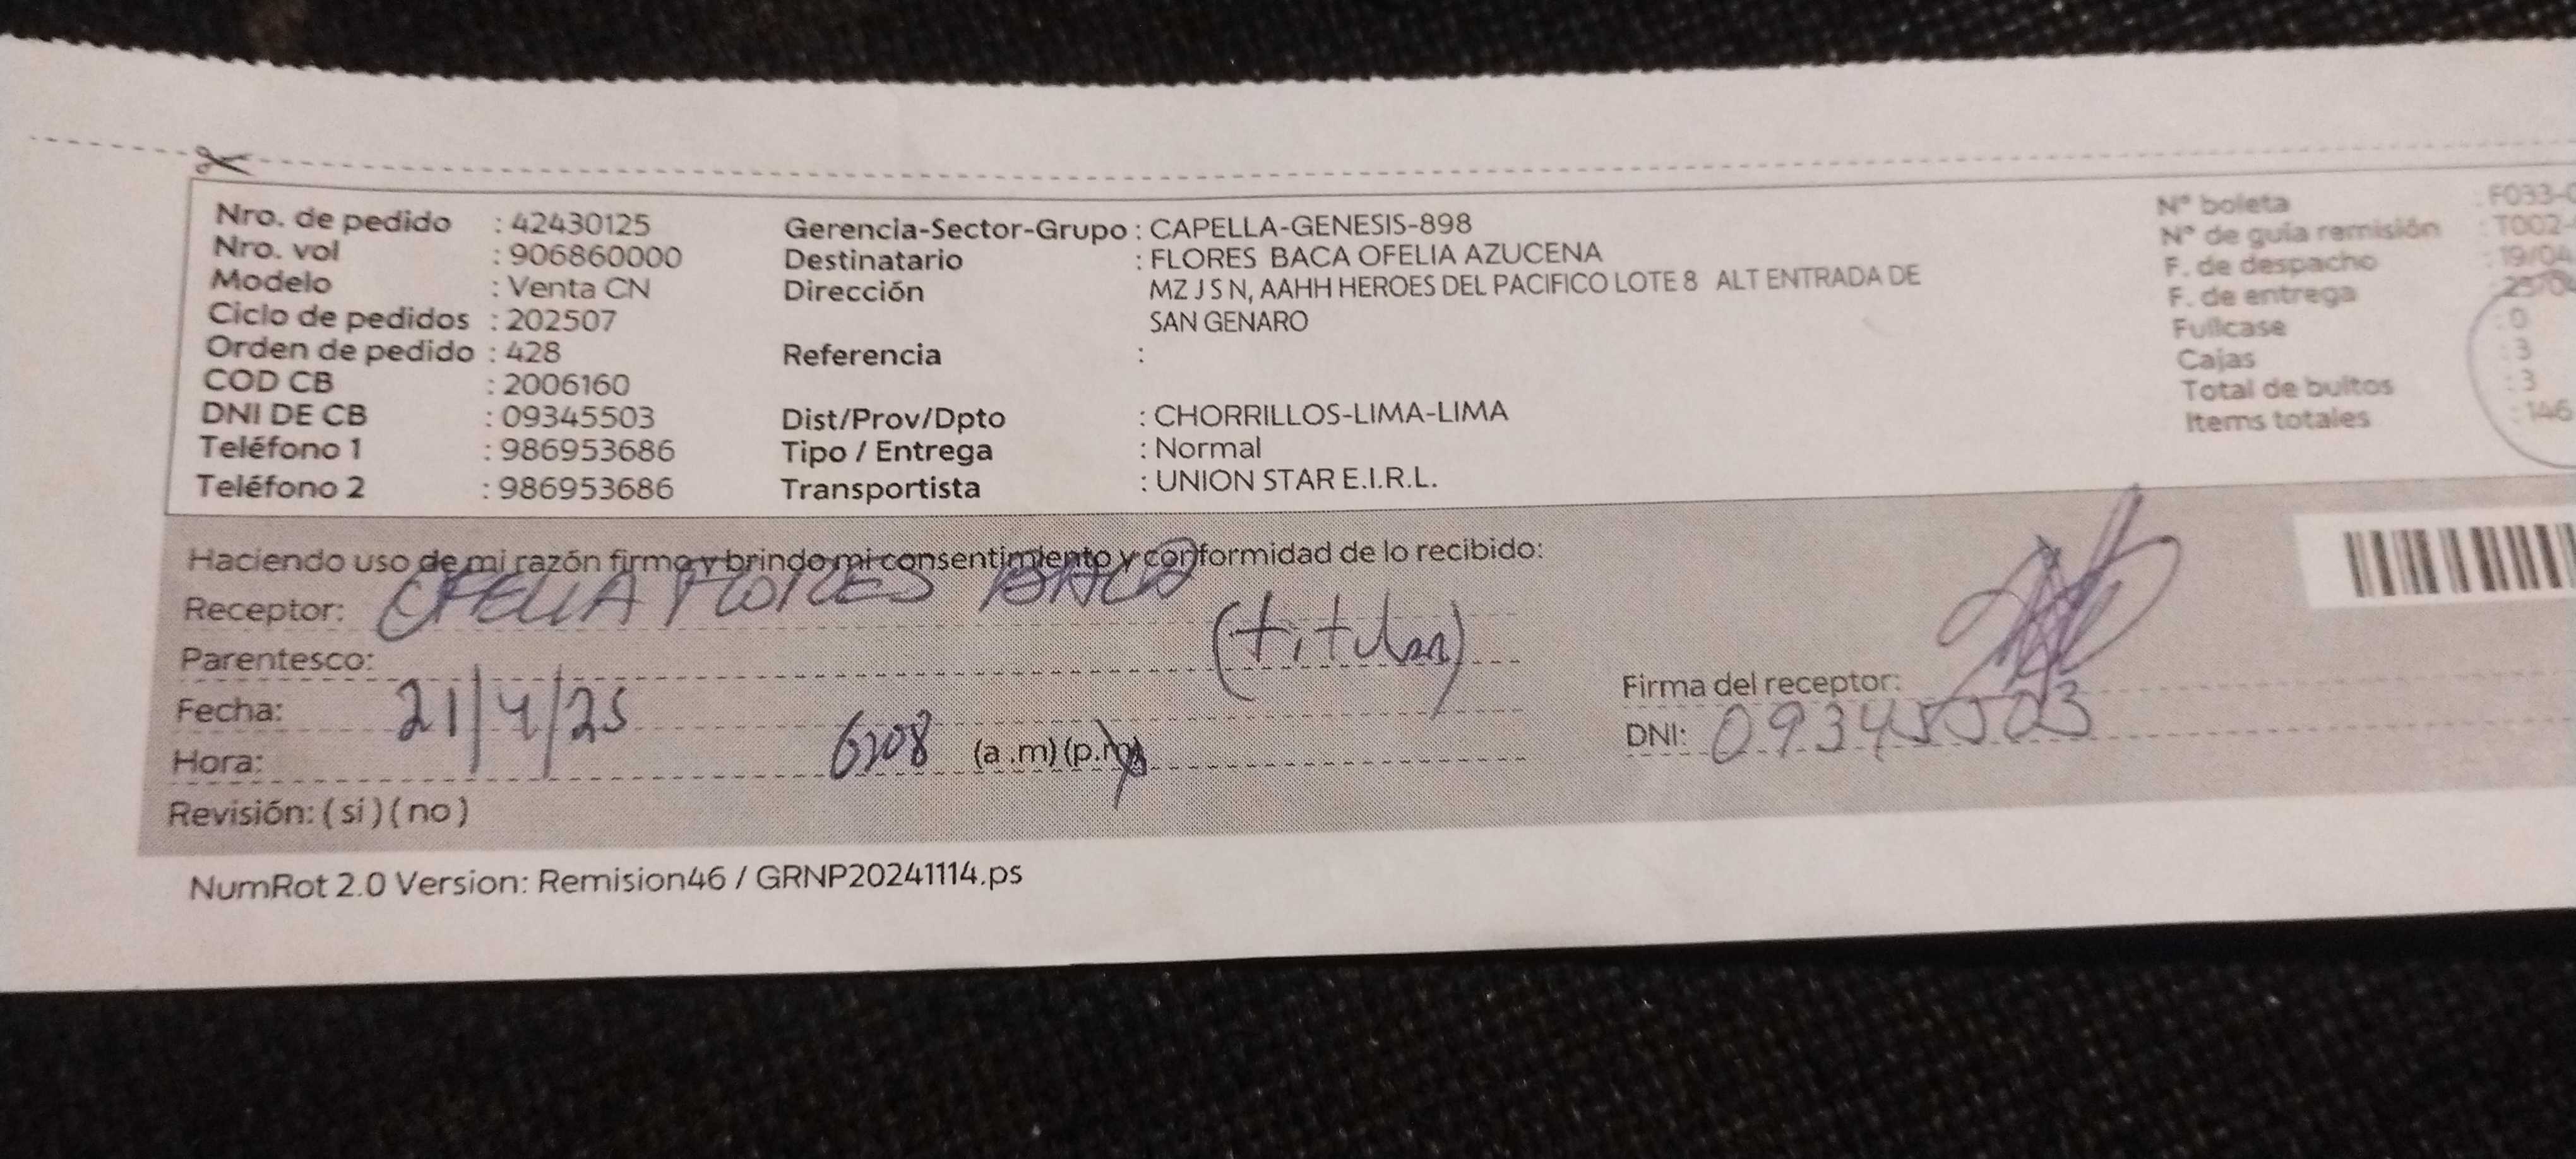 Nro. de pedido : 42430125
Nro. vol : 906860000
Modelo : Venta CN
Ciclo de pedidos : 202507
Orden de pedido : 428
COD CB : 2006160
DNI DE CB : 09345503
Teléfono 1 : 986953686
Teléfono 2 : 986953686
Gerencia-Sector-Grupo : CAPELLA-GENESIS-898
Destinatario : FLORES BACA OFELIA AZUCENA
Dirección MZ J S N, AAHH HEROES DEL PACIFICO LOTE 8 ALT ENTRADA DE
SAN GENARO
Referencia :
Dist/Prov/Dpto : CHORRILLOS-LIMA-LIMA
Tipo / Entrega : Normal
Transportista : UNION STAR E.I.R.L.
N° boleta : F033-
N° de guía remisión : T002-
F. de despacho : 19/04
F. de entrega
Fullcase : 0
Cajas : 3
Total de bultos : 3
Items totales : 146
Haciendo uso de mi razón firmo y brindo mi consentimiento y conformidad de lo recibido:
Receptor: OFELIA FLORES BACA
(titular)
Parentesco:
Fecha: 21/4/25
Hora: (a .m) (p.m)
Revisión: ( si ) ( no )
Firma del receptor:
DNI: 09345503
NumRot 2.0 Version: Remision46 / GRNP20241114.ps